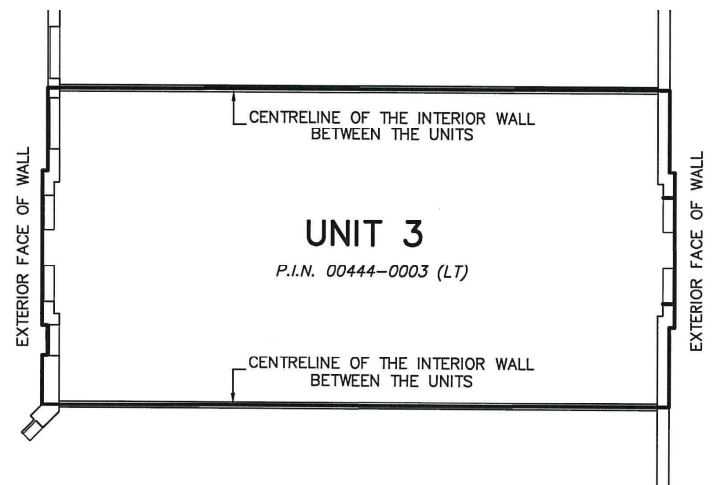 CENTRELINE OF THE INTERIOR WALL
BETWEEN THE UNITS
EXTERIOR FACE OF WALL
UNIT 3
P.I.N. 00444-0003 (LT)
EXTERIOR FACE OF WALL
CENTRELINE OF THE INTERIOR WALL
BETWEEN THE UNITS